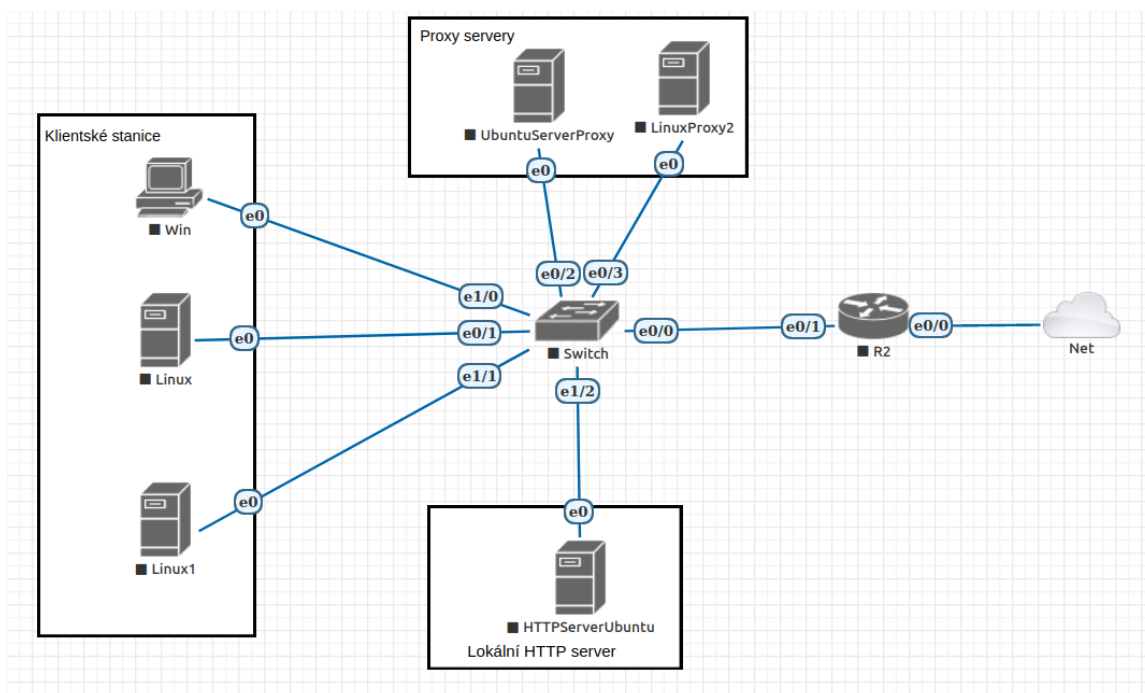 Proxy servery
UbuntuServerProxy
LinuxProxy2
e0
e0
Klientské stanice
Win
e0
e1/0
e0/2
e0/3
Linux
e0
e0/1
Switch
e0/0
e0/1
R2
e0/0
Net
e1/1
e1/2
Linux1
e0
e0
HTTPServerUbuntu
Lokální HTTP server